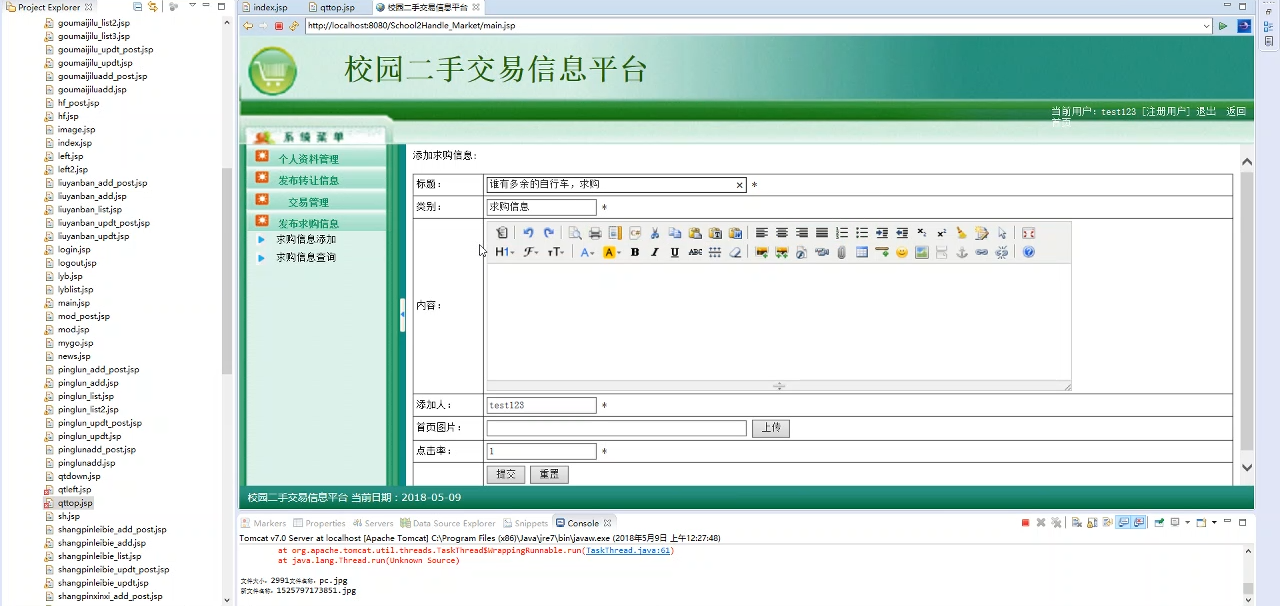 Project Explorer
goumaijilu_list2.jsp
goumaijilu_list3.jsp
goumaijilu_updt_post.jsp
goumaijilu_updt.jsp
goumaijiluadd_post.jsp
goumaijiluadd.jsp
hf_post.jsp
hf.jsp
image.jsp
index.jsp
left.jsp
left2.jsp
liuyanban_add_post.jsp
liuyanban_add.jsp
liuyanban_list.jsp
liuyanban_updt_post.jsp
liuyanban_updt.jsp
login.jsp
logout.jsp
lyb.jsp
lyblist.jsp
main.jsp
mod_post.jsp
mod.jsp
mygo.jsp
news.jsp
pinglun_add_post.jsp
pinglun_add.jsp
pinglun_list.jsp
pinglun_list2.jsp
pinglun_updt_post.jsp
pinglun_updt.jsp
pinglunadd_post.jsp
pinglunadd.jsp
qtdown.jsp
qtleft.jsp
qttop.jsp
sh.jsp
shangpinleibie_add_post.jsp
shangpinleibie_add.jsp
shangpinleibie_list.jsp
shangpinleibie_updt_post.jsp
shangpinleibie_updt.jsp
shangpinxinxi_add_post.jsp
index.jsp qttop.jsp 校园二手交易信息平台
http://localhost:8080/School2Handle_Market/main.jsp
校园二手交易信息平台
当前用户: test123 [注册用户] 退出 返回
首页
系统菜单
个人资料管理
发布转让信息
交易管理
发布求购信息
求购信息添加
求购信息查询
添加求购信息:
标题: 谁有多余的自行车，求购 × *
类别: 求购信息 *
H1 F TT A A B I U ABC
内容:
添加人: test123 *
首页图片: 上传
点击率: 1 *
提交 重置
校园二手交易信息平台 当前日期：2018-05-09
Markers Properties Servers Data Source Explorer Snippets Console
Tomcat v7.0 Server at localhost [Apache Tomcat] C:\Program Files (x86)\Java\jre7\bin\javaw.exe (2018年5月9日 上午12:27:48)
at org.apache.tomcat.util.threads.TaskThread$WrappingRunnable.run(TaskThread.java:61)
at java.lang.Thread.run(Unknown Source)
文件大小：2991文件名称：pc.jpg
新文件名称：1525797173851.jpg